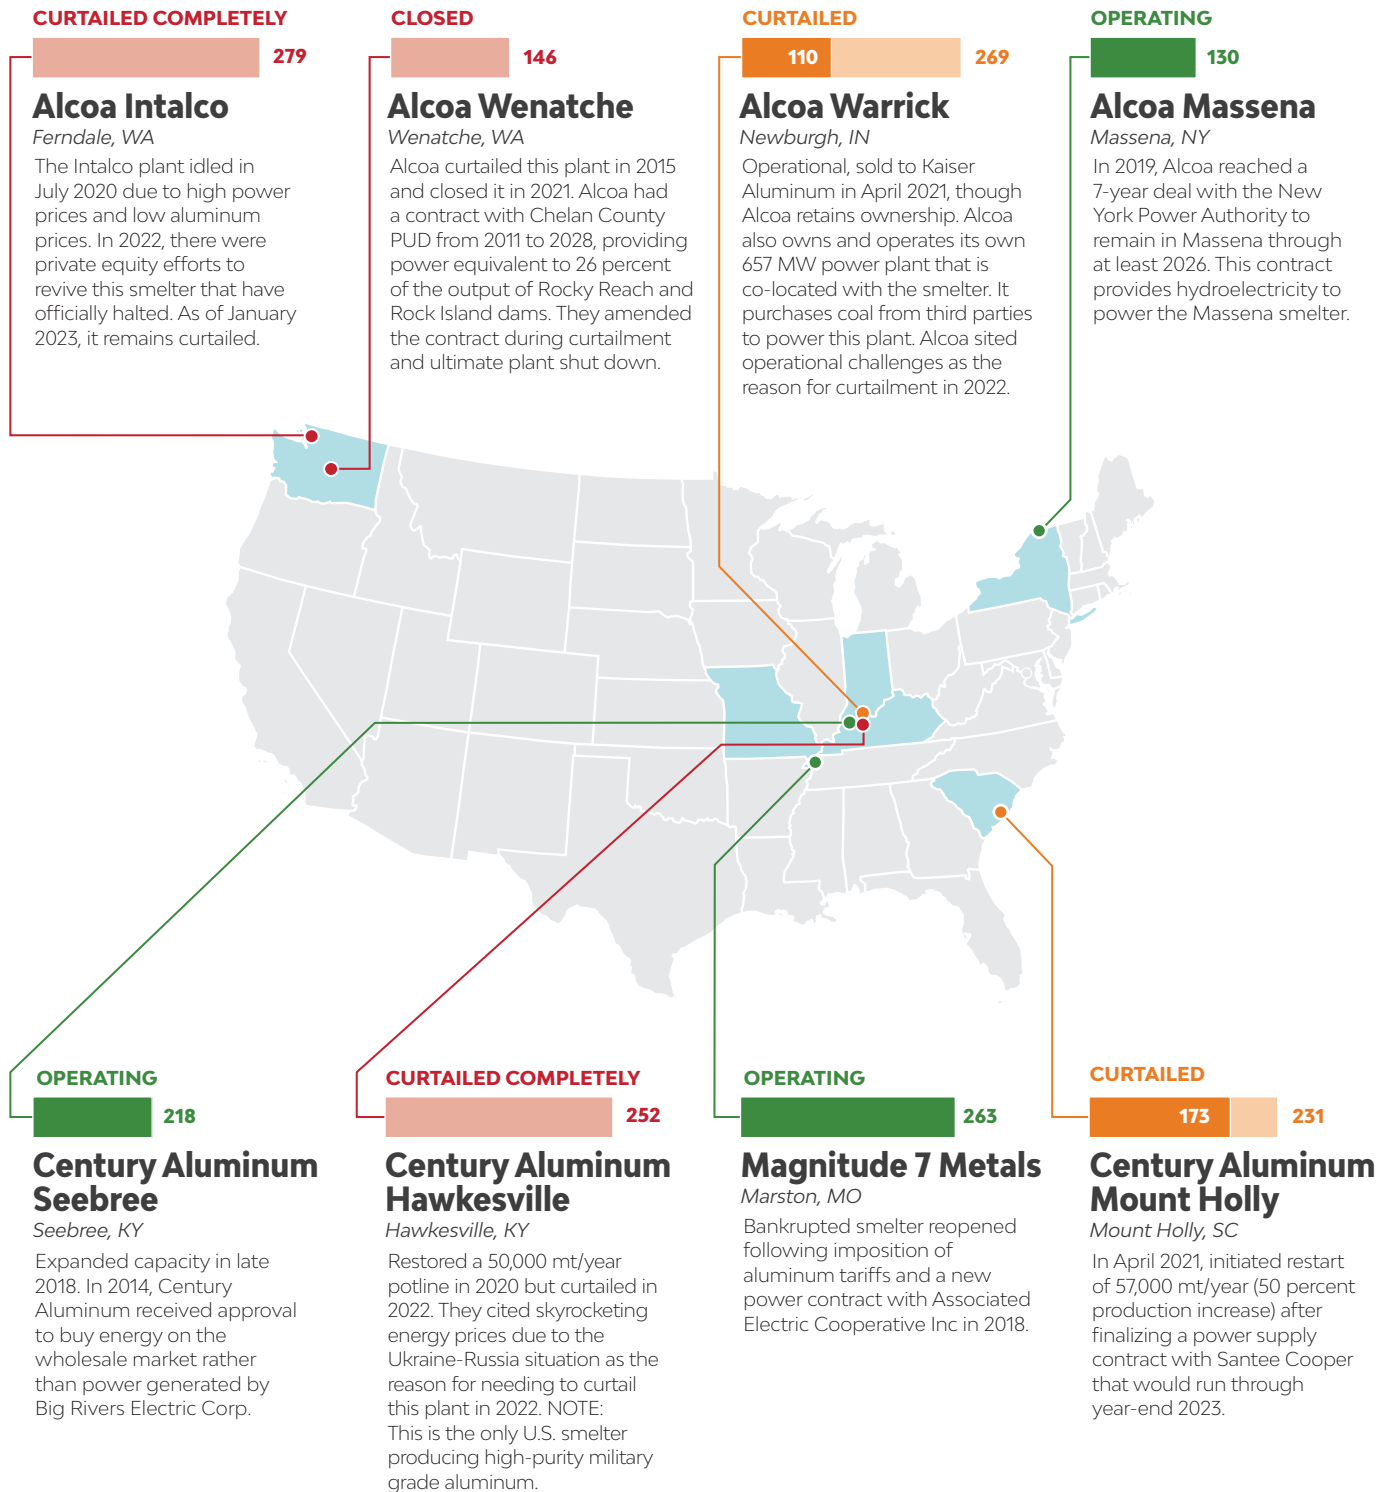 CURTAILED COMPLETELY
279
Alcoa Intalco
Ferndale, WA
The Intalco plant idled in
July 2020 due to high power
prices and low aluminum
prices. In 2022, there were
private equity efforts to
revive this smelter that have
officially halted. As of January
2023, it remains curtailed.
CLOSED
146
Alcoa Wenatche
Wenatche, WA
Alcoa curtailed this plant in 2015
and closed it in 2021. Alcoa had
a contract with Chelan County
PUD from 2011 to 2028, providing
power equivalent to 26 percent
of the output of Rocky Reach and
Rock Island dams. They amended
the contract during curtailment
and ultimate plant shut down.
CURTAILED
110
269
Alcoa Warrick
Newburgh, IN
Operational, sold to Kaiser
Aluminum in April 2021, though
Alcoa retains ownership. Alcoa
also owns and operates its own
657 MW power plant that is
co-located with the smelter. It
purchases coal from third parties
to power this plant. Alcoa sited
operational challenges as the
reason for curtailment in 2022.
OPERATING
130
Alcoa Massena
Massena, NY
In 2019, Alcoa reached a
7-year deal with the New
York Power Authority to
remain in Massena through
at least 2026. This contract
provides hydroelectricity to
power the Massena smelter.
OPERATING
218
Century Aluminum
Seebree
Seebree, KY
Expanded capacity in late
2018. In 2014, Century
Aluminum received approval
to buy energy on the
wholesale market rather
than power generated by
Big Rivers Electric Corp.
CURTAILED COMPLETELY
252
Century Aluminum
Hawkesville
Hawkesville, KY
Restored a 50,000 mt/year
potline in 2020 but curtailed in
2022. They cited skyrocketing
energy prices due to the
Ukraine-Russia situation as the
reason for needing to curtail
this plant in 2022. NOTE:
This is the only U.S. smelter
producing high-purity military
grade aluminum.
OPERATING
263
Magnitude 7 Metals
Marston, MO
Bankrupted smelter reopened
following imposition of
aluminum tariffs and a new
power contract with Associated
Electric Cooperative Inc in 2018.
CURTAILED
173
231
Century Aluminum
Mount Holly
Mount Holly, SC
In April 2021, initiated restart
of 57,000 mt/year (50 percent
production increase) after
finalizing a power supply
contract with Santee Cooper
that would run through
year-end 2023.